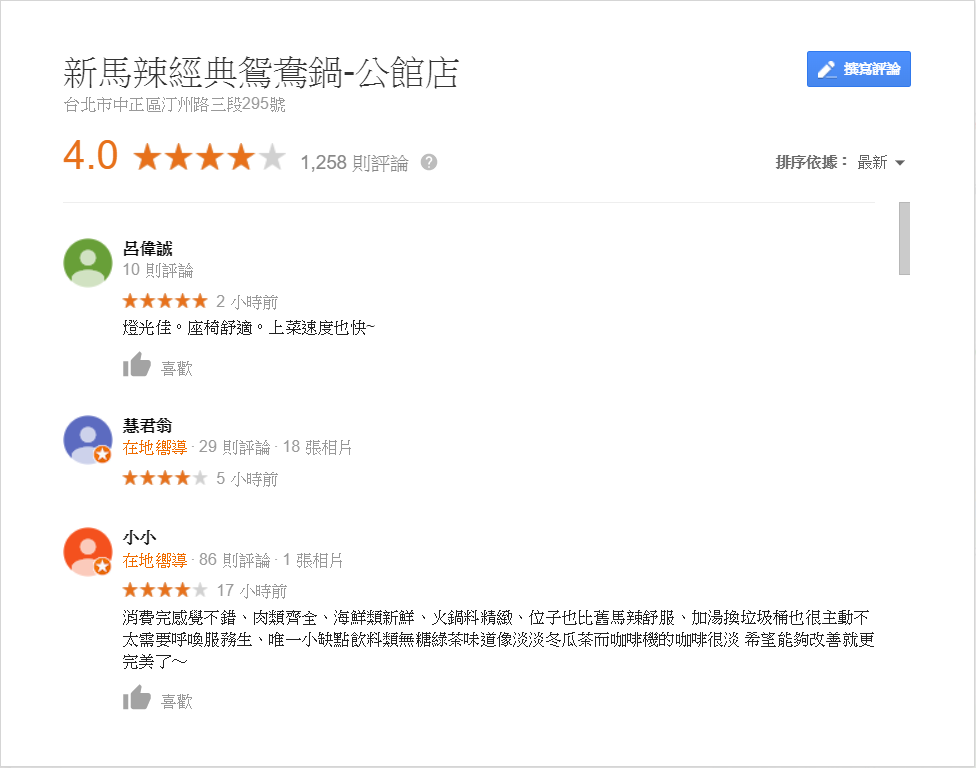 新馬辣經典鴛鴦鍋-公館店
撰寫評論
台北市中正區汀州路三段295號
4.0 1,258 則評論 ?
排序依據： 最新
呂偉誠
10 則評論
2 小時前
燈光佳。座椅舒適。上菜速度也快~
喜歡
慧君翁
在地嚮導 · 29 則評論 · 18 張相片
5 小時前
小小
在地嚮導 · 86 則評論 · 1 張相片
17 小時前
消費完感覺不錯、肉類齊全、海鮮類新鮮、火鍋料精緻、位子也比舊馬辣舒服、加湯換垃圾桶也很主動不
太需要呼喚服務生、唯一小缺點飲料類無糖綠茶味道像淡淡冬瓜茶而咖啡機的咖啡很淡 希望能夠改善就更
完美了～
喜歡